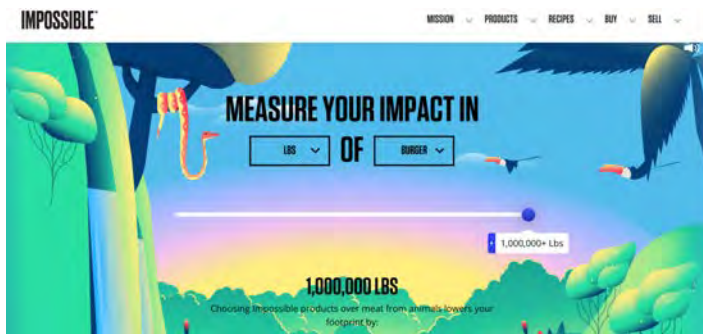 IMPOSSIBLE™
MISSION PRODUCTS RECIPES BUY SELL
MEASURE YOUR IMPACT IN
LBS OF BURGER
1,000,000+ Lbs
1,000,000 LBS
Choosing Impossible products over meat from animals lowers your
footprint by: